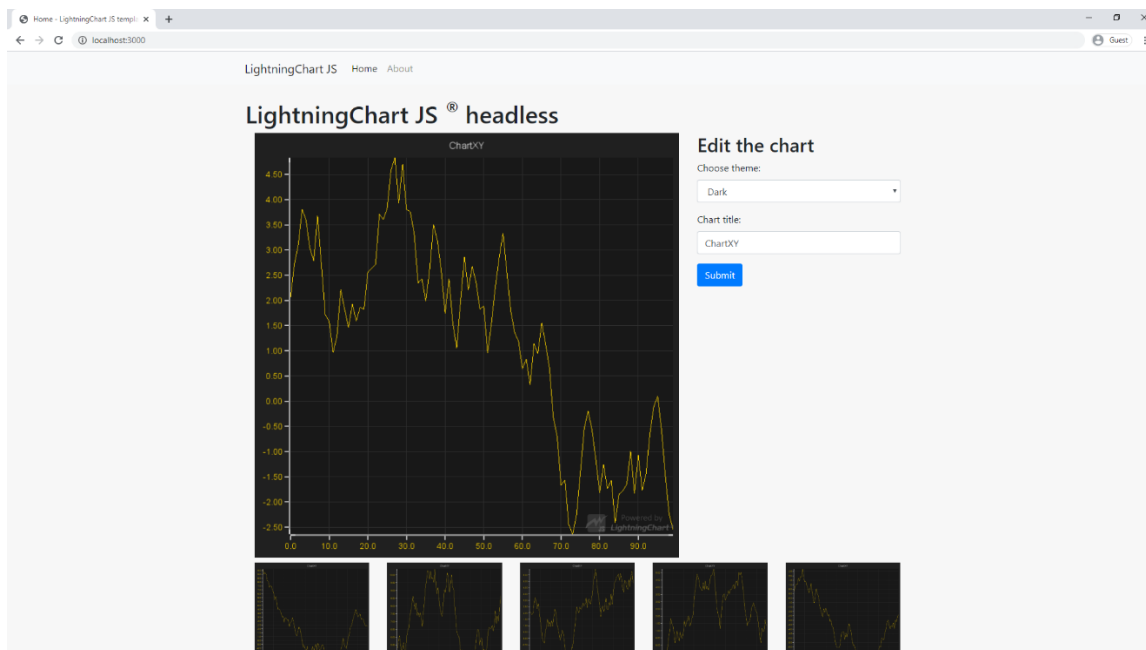 Home - LightningChart JS templ
localhost:3000
Guest
LightningChart JS Home About
LightningChart JS ® headless
ChartXY
4.50
4.00
3.50
3.00
2.50
2.00
1.50
1.00
0.50
0.00
-0.50
-1.00
-1.50
-2.00
-2.50
0.0 10.0 20.0 30.0 40.0 50.0 60.0 70.0 80.0 90.0
Powered by
LightningChart
Edit the chart
Choose theme:
Dark
Chart title:
ChartXY
Submit